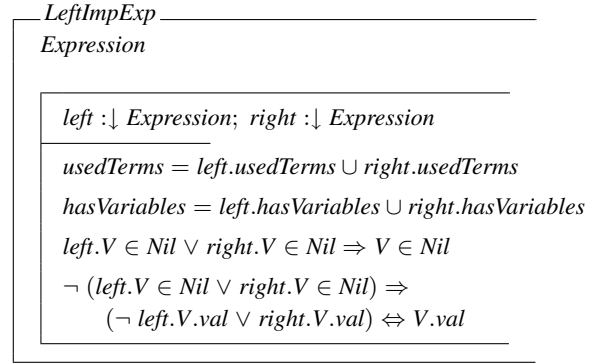 LeftImpExp
Expression
left :↓ Expression; right :↓ Expression
usedTerms = left.usedTerms ∪ right.usedTerms
hasVariables = left.hasVariables ∪ right.hasVariables
left.V ∈ Nil ∨ right.V ∈ Nil ⇒ V ∈ Nil
¬ (left.V ∈ Nil ∨ right.V ∈ Nil) ⇒
(¬ left.V.val ∨ right.V.val) ⇔ V.val